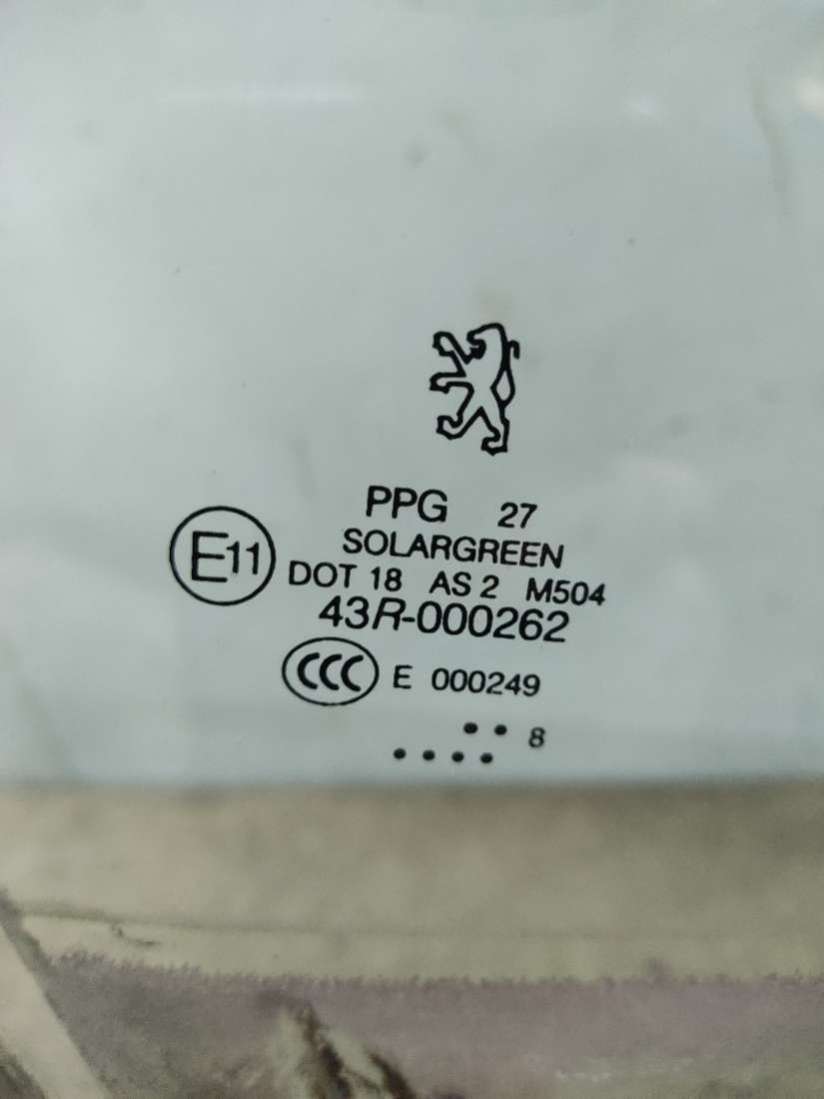 PPG 27
SOLARGREEN
E11
DOT 18 AS 2 M504
43R-000262
CCC E 000249
•• 8
••••